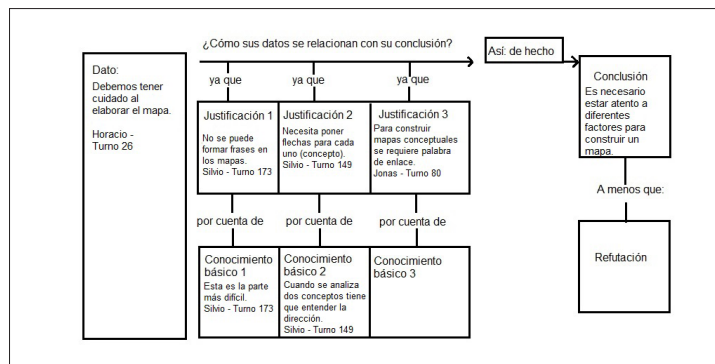 ¿Cómo sus datos se relacionan con su conclusión?
Así: de hecho
Dato:
Debemos tener
cuidado al
elaborar el mapa.
Horacio -
Turno 26
ya que
ya que
ya que
Justificación 1
No se puede
formar frases en
los mapas.
Silvio - Turno 173
Justificación 2
Necesita poner
flechas para cada
uno (concepto).
Silvio - Turno 149
Justificación 3
Para construir
mapas conceptuales
se requiere palabra
de enlace.
Jonas - Turno 80
Conclusión
Es necesario
estar atento a
diferentes
factores para
construir un
mapa.
A menos que:
Refutación
por cuenta de
por cuenta de
por cuenta de
Conocimiento
básico 1
Esta es la parte
más difícil.
Silvio - Turno 173
Conocimiento
básico 2
Cuando se analiza
dos conceptos tiene
que entender la
dirección.
Silvio - Turno 149
Conocimiento
básico 3